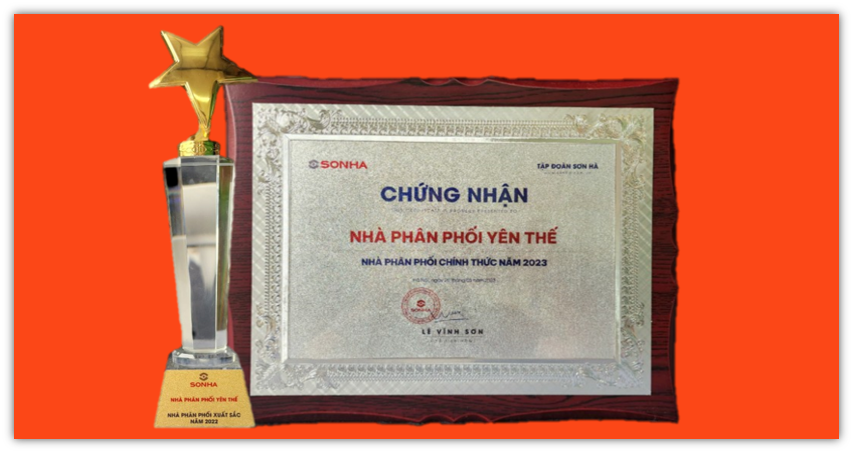 SONHA
TẬP ĐOÀN SƠN HÀ
CHỨNG NHẬN
NHÀ PHÂN PHỐI YÊN THẾ
NHÀ PHÂN PHỐI CHÍNH THỨC NĂM 2023
SONHA
LÊ VĨNH SƠN
SONHA
NHÀ PHÂN PHỐI YÊN THẾ
NHÀ PHÂN PHỐI XUẤT SẮC
NĂM 2022